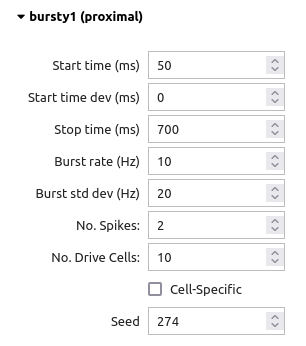 bursty1 (proximal)
Start time (ms) 50
Start time dev (ms) 0
Stop time (ms) 700
Burst rate (Hz) 10
Burst std dev (Hz) 20
No. Spikes: 2
No. Drive Cells: 10
Cell-Specific
Seed 274